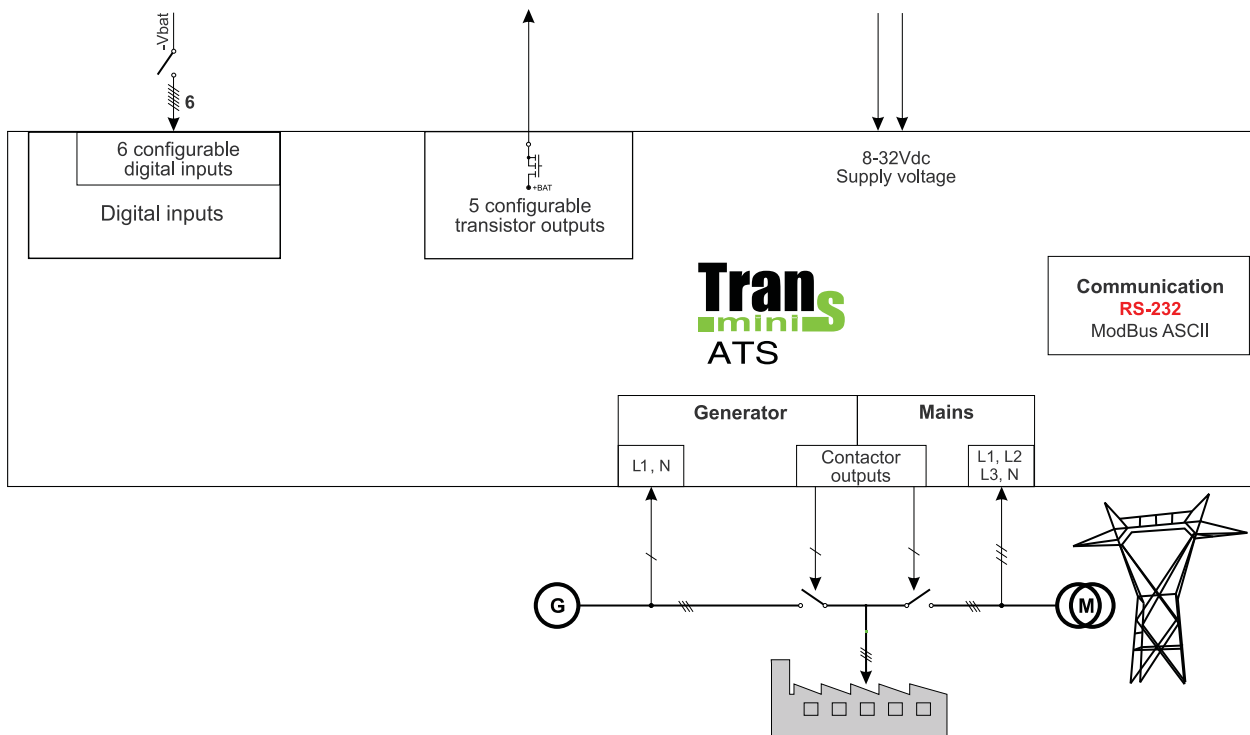 -Vbat
6
6 configurable
digital inputs
Digital inputs
+BAT
5 configurable
transistor outputs
8-32Vdc
Supply voltage
Trans
mini
ATS
Communication
RS-232
ModBus ASCII
Generator
Mains
L1, N
Contactor
outputs
L1, L2
L3, N
G
M